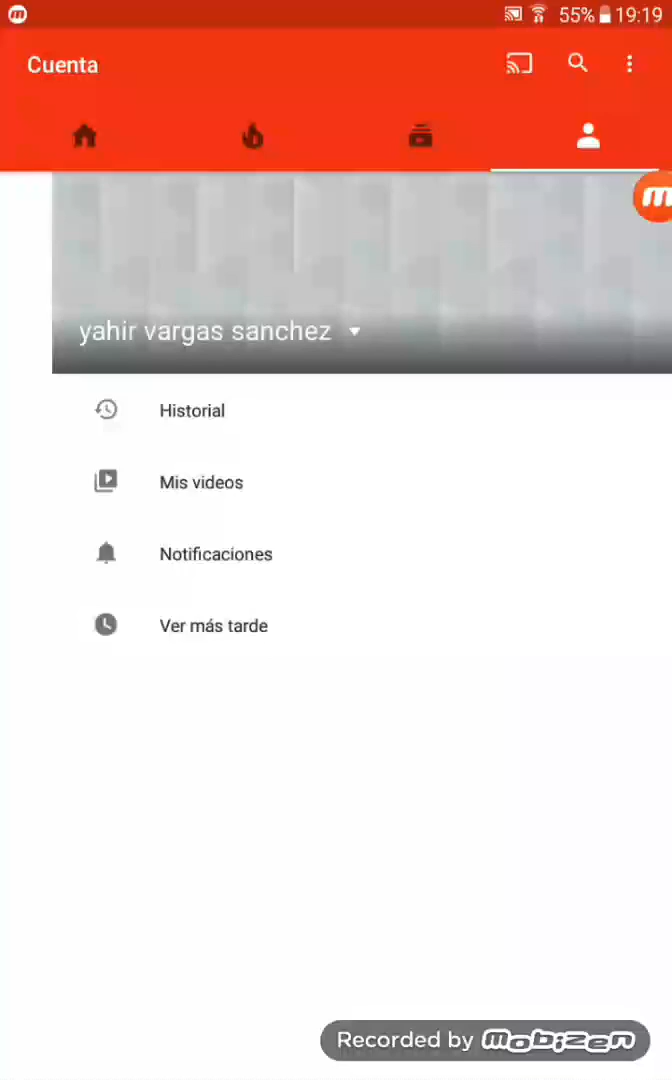 55% 19:19
Cuenta
yahir vargas sanchez
Historial
Mis videos
Notificaciones
Ver más tarde
Recorded by mobizen